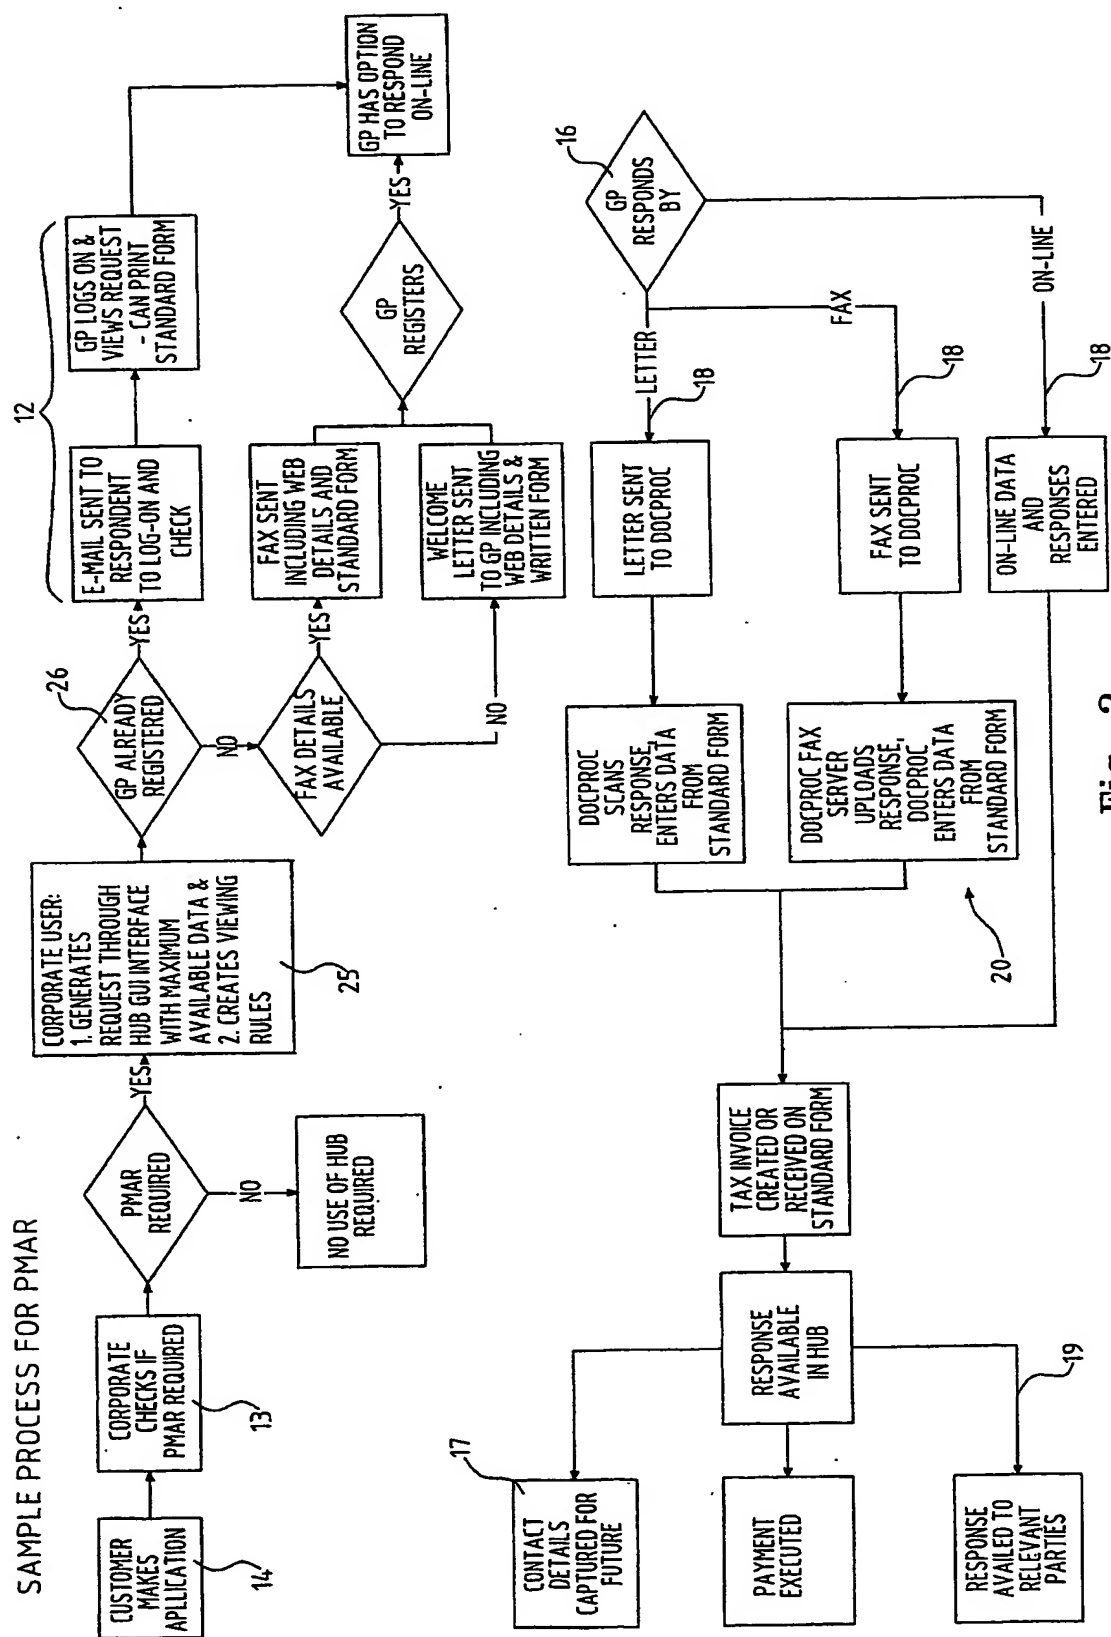 SAMPLE PROCESS FOR PMAR
CUSTOMER
MAKES
APLLICATION
14
CORPORATE
CHECKS IF
PMAR REQUIRED
13
PMAR
REQUIRED
YES
NO
NO USE OF HUB
REQUIRED
CORPORATE USER:
1. GENERATES
REQUEST THROUGH
HUB GUI INTERFACE
WITH MAXIMUM
AVAILABLE DATA &
2. CREATES VIEWING
RULES
25
GP ALREADY
REGISTERED
26
YES
NO
12
E-MAIL SENT TO
RESPONDENT
TO LOG-ON AND
CHECK
GP LOGS ON &
VIEWS REQUEST
- CAN PRINT
STANDARD FORM
FAX DETAILS
AVAILABLE
YES
NO
FAX SENT
INCLUDING WEB
DETAILS AND
STANDARD FORM
WELCOME
LETTER SENT
TO GP INCLUDING
WEB DETAILS &
WRITTEN FORM
GP
REGISTERS
YES
GP HAS OPTION
TO RESPOND
ON-LINE
16
GP
RESPONDS
BY
LETTER
18
FAX
18
ON-LINE
18
LETTER SENT
TO DOCPROC
FAX SENT
TO DOCPROC
ON-LINE DATA
AND
RESPONSES
ENTERED
DOCPROC
SCANS
RESPONSE,
ENTERS DATA
FROM
STANDARD FORM
DOCPROC FAX
SERVER
UPLOADS
RESPONSE,
DOCPROC
ENTERS DATA
FROM
STANDARD FORM
20
TAX INVOICE
CREATED OR
RECEIVED ON
STANDARD FORM
RESPONSE
AVAILABLE
IN HUB
17
CONTACT
DETAILS
CAPTURED FOR
FUTURE
PAYMENT
EXECUTED
19
RESPONSE
AVAILED TO
RELEVANT
PARTIES